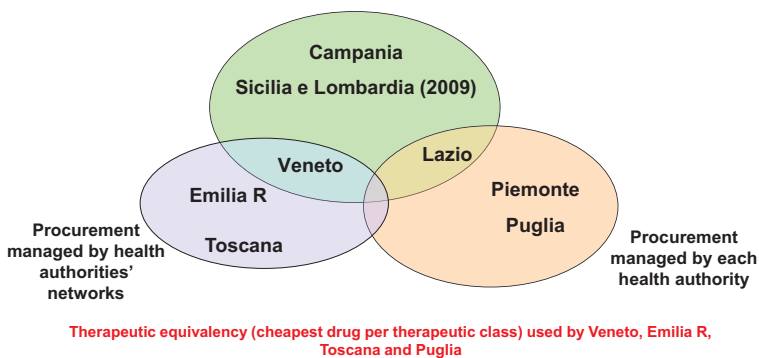 Campania
Sicilia e Lombardia (2009)
Veneto
Lazio
Emilia R
Toscana
Piemonte
Puglia
Procurement
managed by health
authorities’
networks
Procurement
managed by each
health authority
Therapeutic equivalency (cheapest drug per therapeutic class) used by Veneto, Emilia R,
Toscana and Puglia